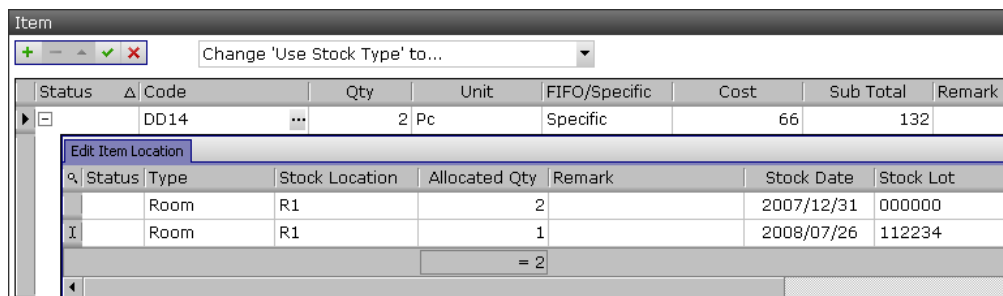 Item
Change 'Use Stock Type' to...
Status Code Qty Unit FIFO/Specific Cost Sub Total Remark
DD14 ... 2 Pc Specific 66 132
Edit Item Location
Status Type Stock Location Allocated Qty Remark Stock Date Stock Lot
Room R1 2 2007/12/31 000000
I Room R1 1 2008/07/26 112234
= 2